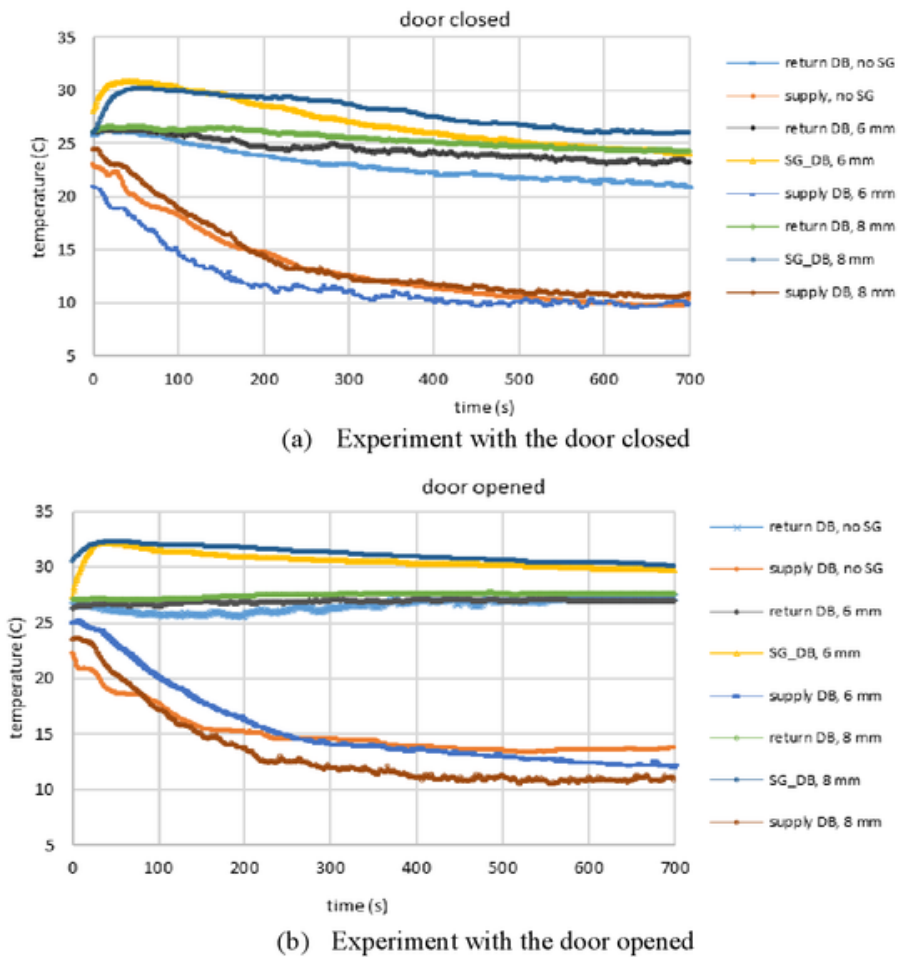 door closed
35
30
25
20
15
10
5
temperature (C)
0 100 200 300 400 500 600 700
time (s)
return DB, no SG
supply, no SG
return DB, 6 mm
SG_DB, 6 mm
supply DB, 6 mm
return DB, 8 mm
SG_DB, 8 mm
supply DB, 8 mm
(a) Experiment with the door closed
door opened
35
30
25
20
15
10
5
temperature (C)
0 100 200 300 400 500 600 700
time (s)
return DB, no SG
supply DB, no SG
return DB, 6 mm
SG_DB, 6 mm
supply DB, 6 mm
return DB, 8 mm
SG_DB, 8 mm
supply DB, 8 mm
(b) Experiment with the door opened